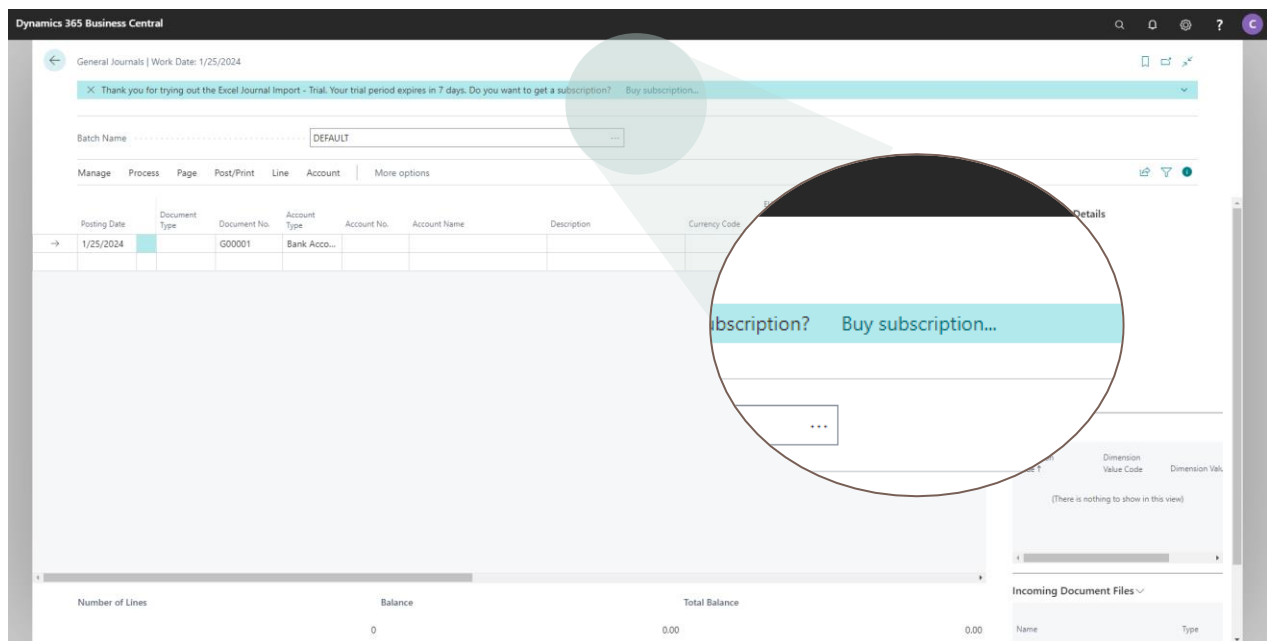 Dynamics 365 Business Central
?
C
General Journals | Work Date: 1/25/2024
Thank you for trying out the Excel Journal Import - Trial. Your trial period expires in 7 days. Do you want to get a subscription? Buy subscription...
Batch Name
DEFAULT
Manage Process Page Post/Print Line Account More options
Posting Date Document Type Document No. Account Type Account No. Account Name Description Currency Code
1/25/2024 G00001 Bank Acco...
Details
ubscription? Buy subscription...
Dimension Value Code Dimension Valu
(There is nothing to show in this view)
Number of Lines Balance Total Balance
0 0.00 0.00
Incoming Document Files
Name Type